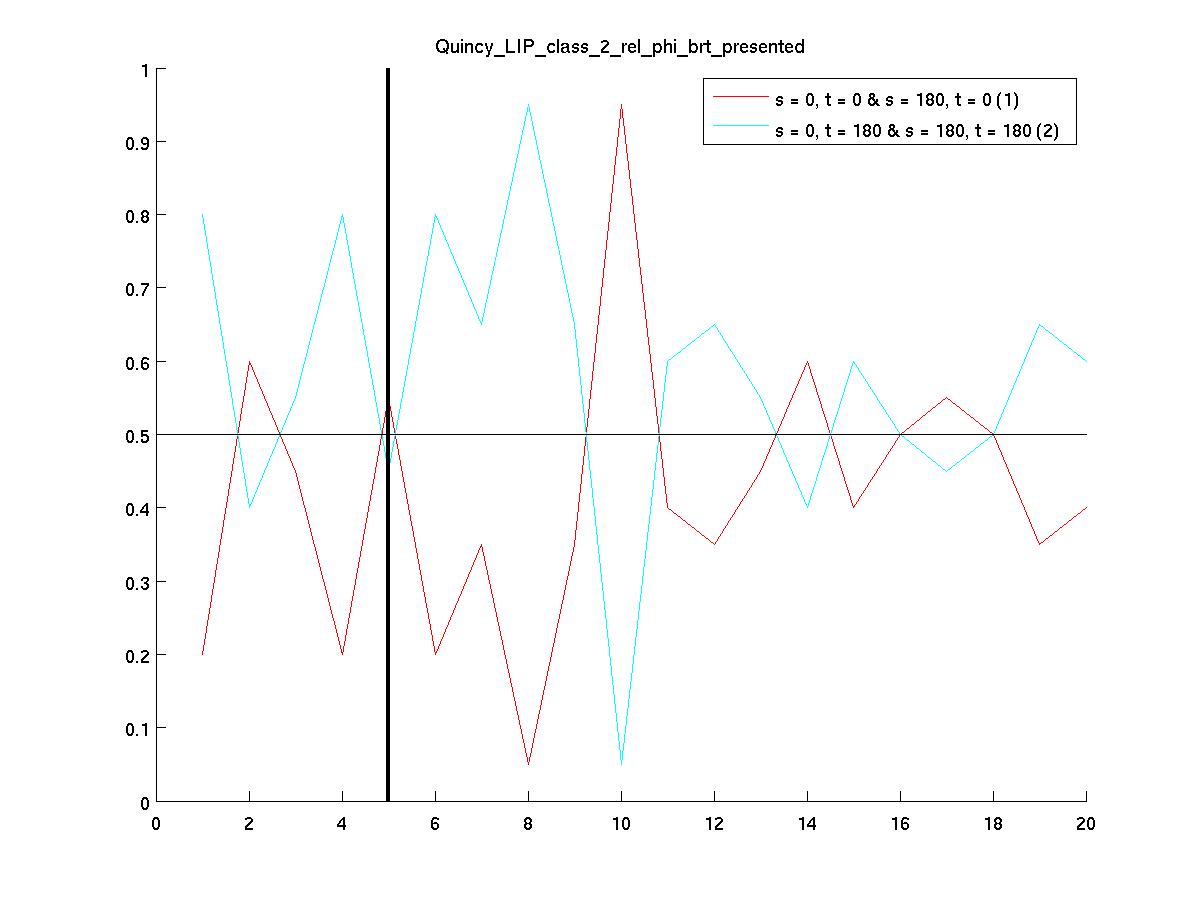 Quincy_LIP_class_2_rel_phi_brt_presented
s = 0, t = 0 & s = 180, t = 0 (1)
s = 0, t = 180 & s = 180, t = 180 (2)
1
0.9
0.8
0.7
0.6
0.5
0.4
0.3
0.2
0.1
0
0 2 4 6 8 10 12 14 16 18 20